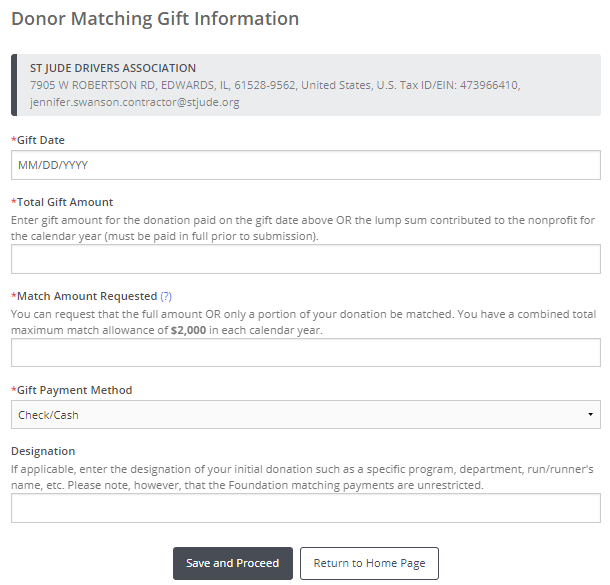 Donor Matching Gift Information
ST JUDE DRIVERS ASSOCIATION
7905 W ROBERTSON RD, EDWARDS, IL, 61528-9562, United States, U.S. Tax ID/EIN: 473966410,
jennifer.swanson.contractor@stjude.org
*Gift Date
MM/DD/YYYY
*Total Gift Amount
Enter gift amount for the donation paid on the gift date above OR the lump sum contributed to the nonprofit for
the calendar year (must be paid in full prior to submission).
*Match Amount Requested (?)
You can request that the full amount OR only a portion of your donation be matched. You have a combined total
maximum match allowance of $2,000 in each calendar year.
*Gift Payment Method
Check/Cash
Designation
If applicable, enter the designation of your initial donation such as a specific program, department, run/runner's
name, etc. Please note, however, that the Foundation matching payments are unrestricted.
Save and Proceed
Return to Home Page